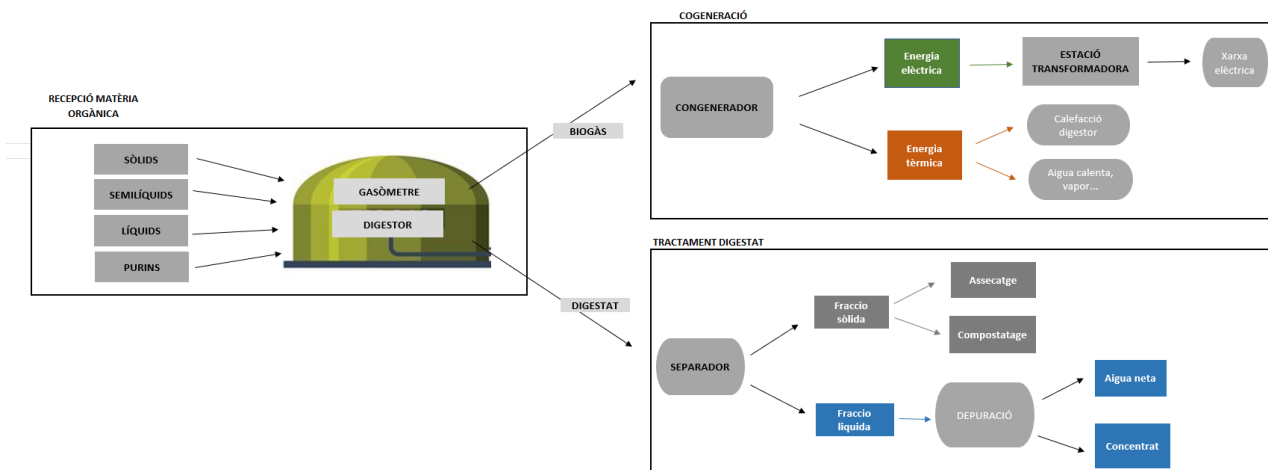 RECEPCIÓ MATÈRIA
ORGÀNICA
SÒLIDS
SEMILÍQUIDS
LÍQUIDS
PURINS
GASÒMETRE
DIGESTOR
BIOGÀS
DIGESTAT
COGENERACIÓ
CONGENERADOR
Energia
elèctrica
ESTACIÓ
TRANSFORMADORA
Xarxa
elèctrica
Energia
tèrmica
Calefacció
digestor
Aigua calenta,
vapor...
TRACTAMENT DIGESTAT
SEPARADOR
Fraccio
sòlida
Assecatge
Compostatage
Fraccio
liquida
DEPURACIÓ
Aigua neta
Concentrat